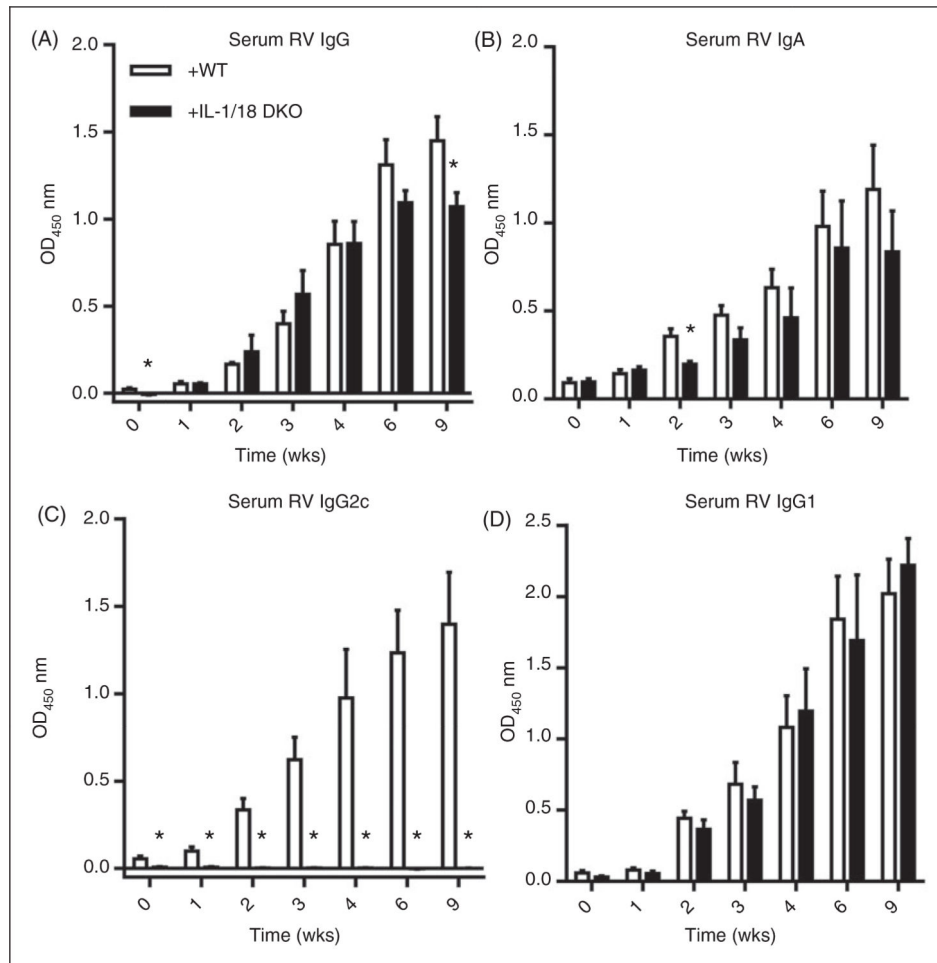 (A) Serum RV IgG
2.0
1.5
1.0
0.5
0.0
OD450 nm
+WT
+IL-1/18 DKO
*
*
0 1 2 3 4 6 9
Time (wks)
(B) Serum RV IgA
2.0
1.5
1.0
0.5
0.0
OD450 nm
*
0 1 2 3 4 6 9
Time (wks)
(C) Serum RV IgG2c
2.0
1.5
1.0
0.5
0.0
OD450 nm
* * * * * * *
0 1 2 3 4 6 9
Time (wks)
(D) Serum RV IgG1
2.5
2.0
1.5
1.0
0.5
0.0
OD450 nm
0 1 2 3 4 6 9
Time (wks)